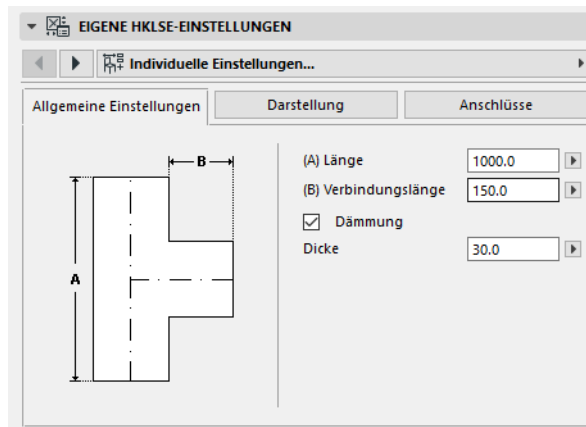 EIGENE HKLSE-EINSTELLUNGEN
Individuelle Einstellungen...
Allgemeine Einstellungen Darstellung Anschlüsse
B
A
(A) Länge 1000.0
(B) Verbindungslänge 150.0
Dämmung
Dicke 30.0